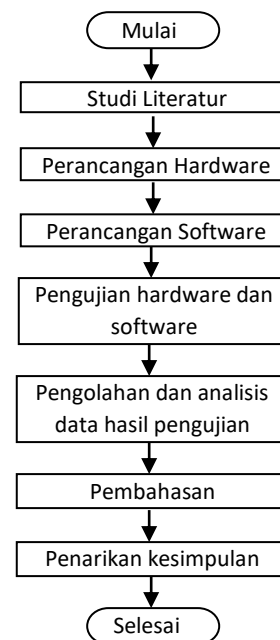 Mulai
Studi Literatur
Perancangan Hardware
Perancangan Software
Pengujian hardware dan
software
Pengolahan dan analisis
data hasil pengujian
Pembahasan
Penarikan kesimpulan
Selesai